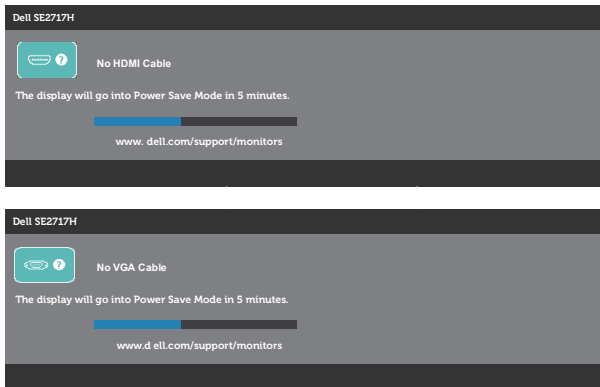 Dell SE2717H
? No HDMI Cable
The display will go into Power Save Mode in 5 minutes.
www. dell.com/support/monitors
Dell SE2717H
? No VGA Cable
The display will go into Power Save Mode in 5 minutes.
www.d ell.com/support/monitors